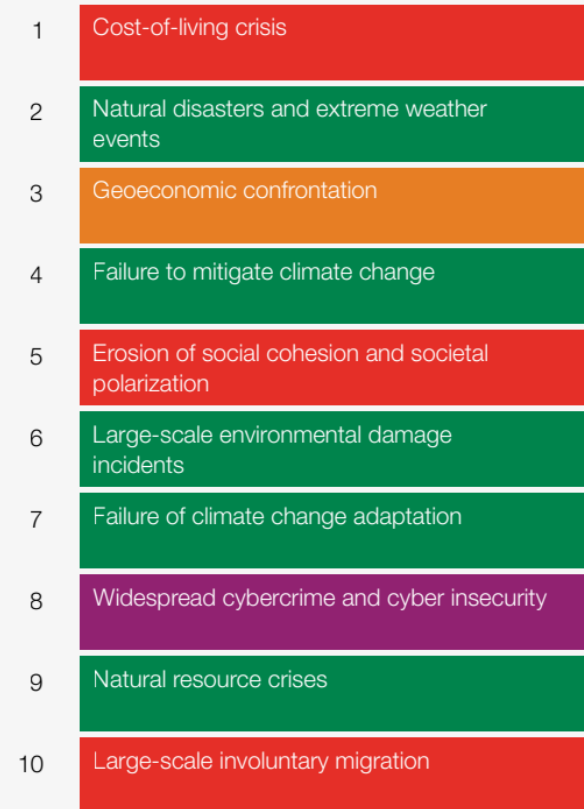 1 Cost-of-living crisis
2 Natural disasters and extreme weather
events
3 Geoeconomic confrontation
4 Failure to mitigate climate change
5 Erosion of social cohesion and societal
polarization
6 Large-scale environmental damage
incidents
7 Failure of climate change adaptation
8 Widespread cybercrime and cyber insecurity
9 Natural resource crises
10 Large-scale involuntary migration